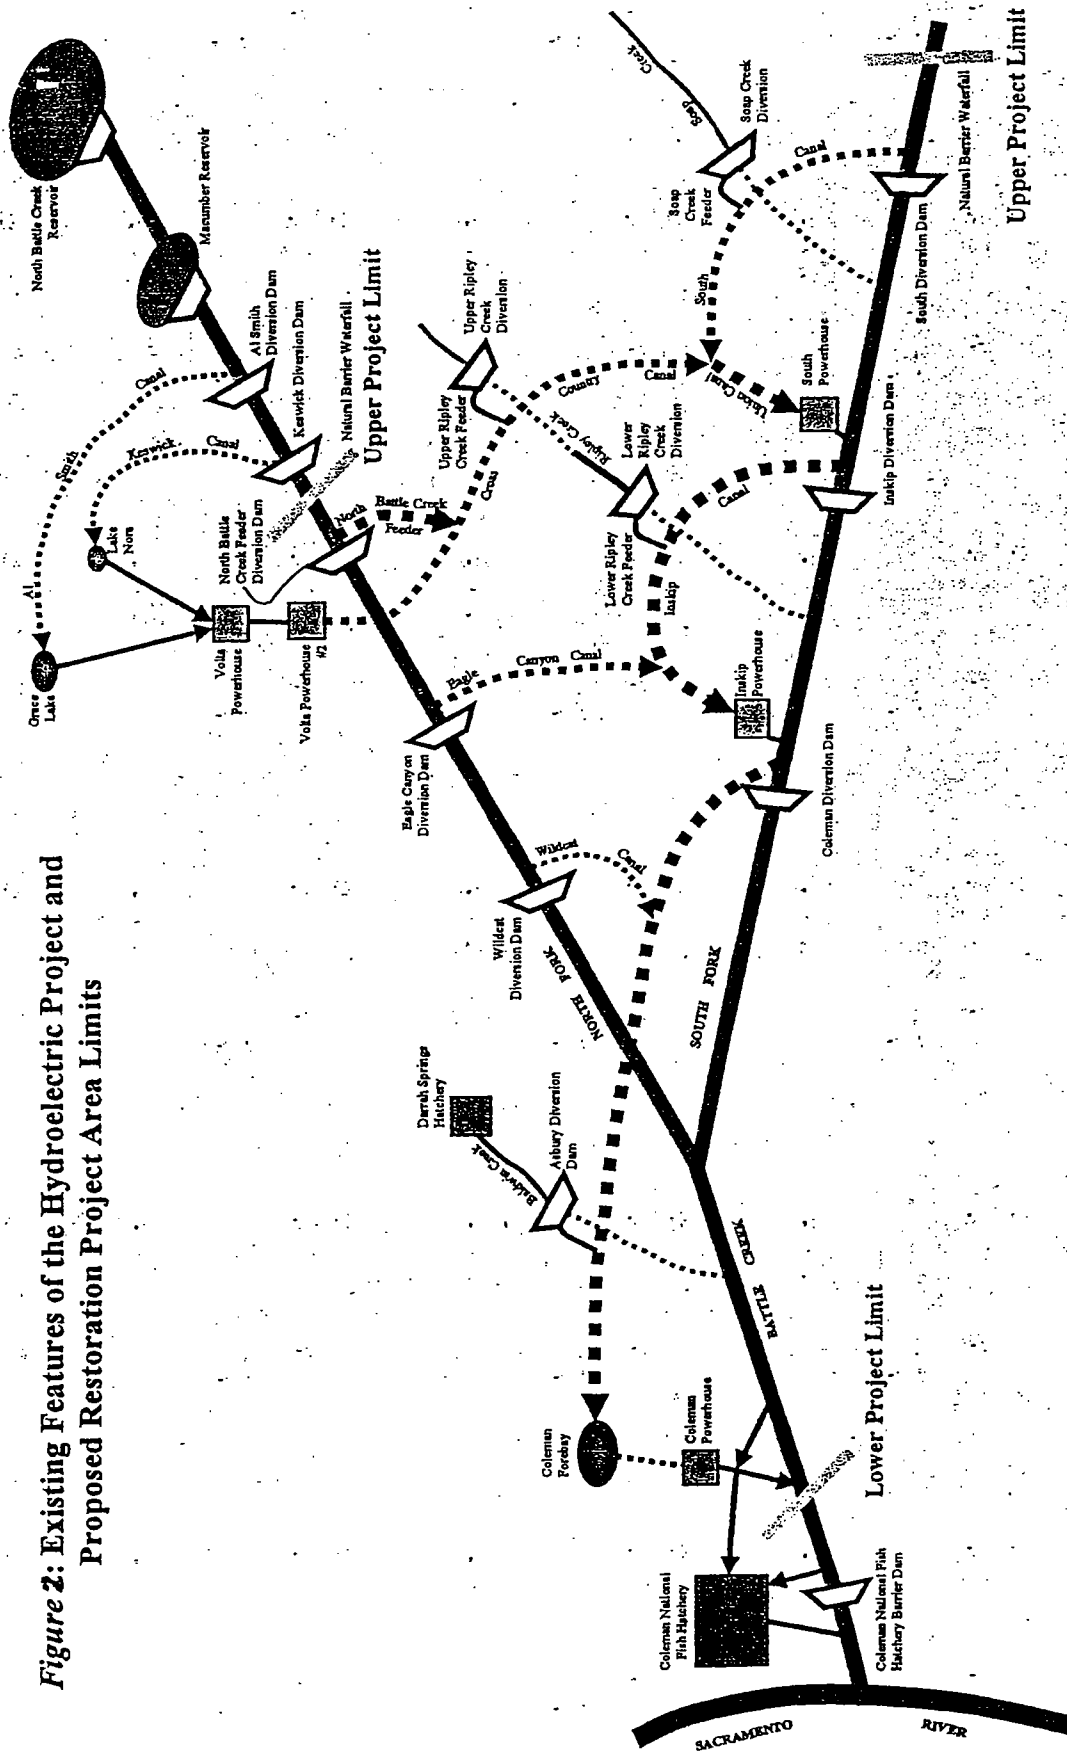 Figure 2: Existing Features of the Hydroelectric Project and
Proposed Restoration Project Area Limits
North Battle Creek
Reservoir
Macumber Reservoir
Al Smith
Diversion Dam
Keswick Diversion Dam
Natural Barrier Waterfall
Upper Project Limit
Al Smith Canal
Keswick Canal
Grace
Lake
Lake
Nora
Volta
Powerhouse
Volta Powerhouse
#2
North Battle
Creek Feeder
Diversion Dam
North Battle Creek
Feeder
Cross Country Canal
Upper Ripley
Creek
Diversion
Upper Ripley
Creek Feeder
Ripley Creek
Lower
Ripley
Creek
Diversion
Lower Ripley
Creek Feeder
Soap Creek
Soap Creek
Diversion
Soap
Creek
Feeder
South Canal
Union Canal
South
Powerhouse
South Diversion Dam
Natural Barrier Waterfall
Upper Project Limit
Inskip Diversion Dam
Inskip Canal
Inskip
Powerhouse
Eagle Canyon Canal
Eagle Canyon
Diversion Dam
Coleman Diversion Dam
Wildcat Canal
Wildcat
Diversion Dam
NORTH FORK
SOUTH FORK
Darrah Springs
Hatchery
Baldwin Creek
Asbury Diversion
Dam
BATTLE CREEK
Coleman
Forebay
Coleman
Powerhouse
Lower Project Limit
Coleman National
Fish Hatchery
Coleman National Fish
Hatchery Barrier Dam
SACRAMENTO RIVER